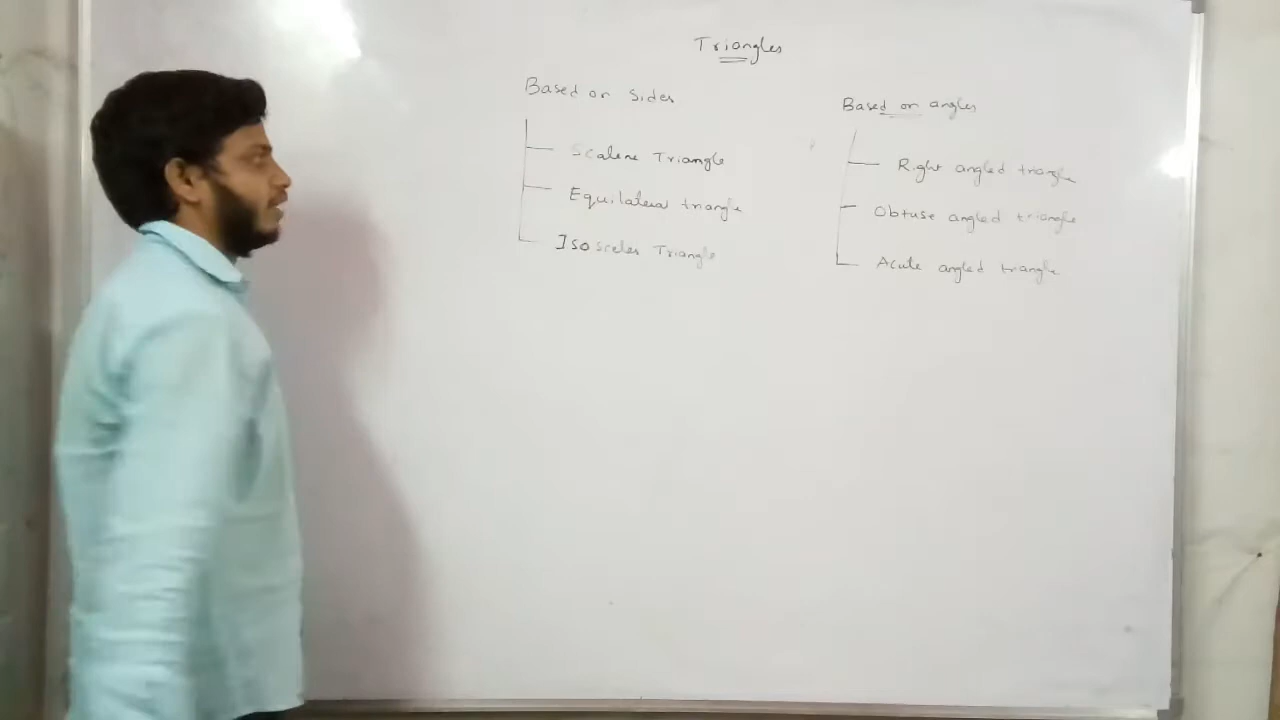 Triangles
Based on sides
Scalene Triangle
Equilateral triangle
Isosceles Triangle
Based on angles
Right angled triangle
Obtuse angled triangle
Acute angled triangle